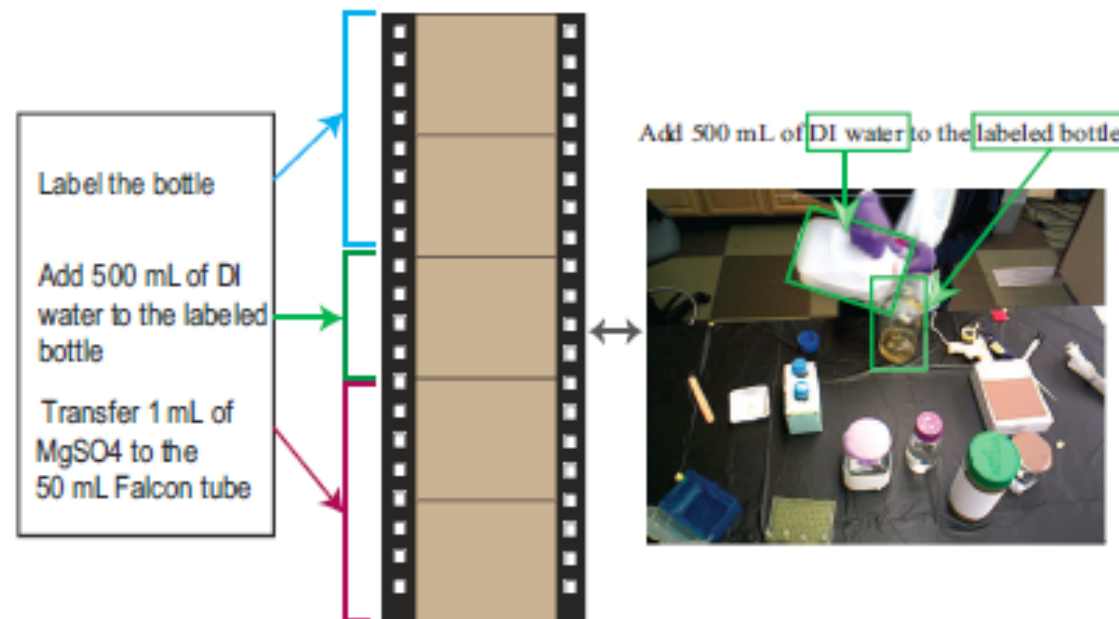 Label the bottle
Add 500 mL of DI
water to the labeled
bottle
Transfer 1 mL of
MgSO4 to the
50 mL Falcon tube
Add 500 mL of DI water to the labeled bottle